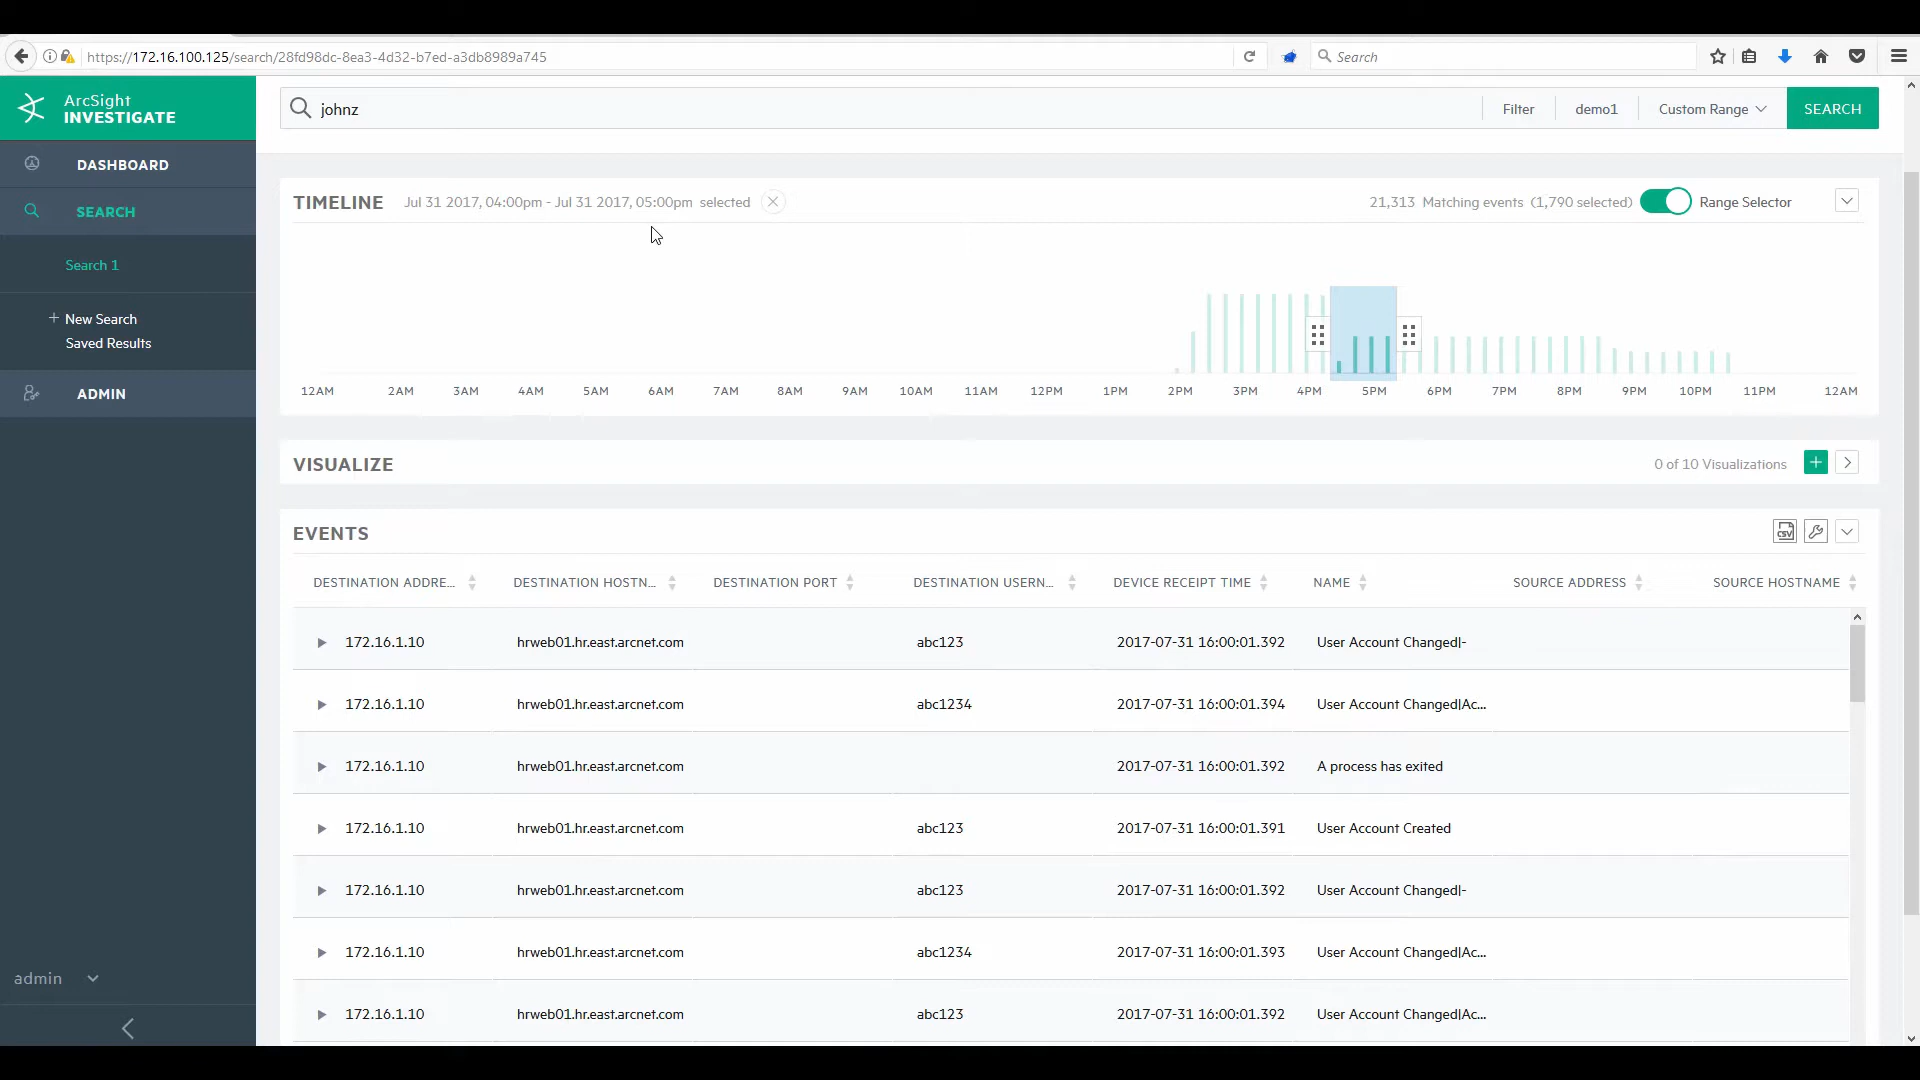 https://172.16.100.125/search/28fd98dc-8ea3-4d32-b7ed-a3db8989a745
Search
ArcSight
INVESTIGATE
DASHBOARD
SEARCH
Search 1
+ New Search
Saved Results
ADMIN
admin
johnz
Filter
demo1
Custom Range
SEARCH
TIMELINE Jul 31 2017, 04:00pm - Jul 31 2017, 05:00pm selected
21,313 Matching events (1,790 selected) Range Selector
12AM 2AM 3AM 4AM 5AM 6AM 7AM 8AM 9AM 10AM 11AM 12PM 1PM 2PM 3PM 4PM 5PM 6PM 7PM 8PM 9PM 10PM 11PM 12AM
VISUALIZE 0 of 10 Visualizations
EVENTS
CSV
DESTINATION ADDRE... DESTINATION HOSTN... DESTINATION PORT DESTINATION USERN... DEVICE RECEIPT TIME NAME SOURCE ADDRESS SOURCE HOSTNAME
172.16.1.10 hrweb01.hr.east.arcnet.com abc123 2017-07-31 16:00:01.392 User Account Changed|-
172.16.1.10 hrweb01.hr.east.arcnet.com abc1234 2017-07-31 16:00:01.394 User Account Changed|Ac...
172.16.1.10 hrweb01.hr.east.arcnet.com 2017-07-31 16:00:01.392 A process has exited
172.16.1.10 hrweb01.hr.east.arcnet.com abc123 2017-07-31 16:00:01.391 User Account Created
172.16.1.10 hrweb01.hr.east.arcnet.com abc123 2017-07-31 16:00:01.392 User Account Changed|-
172.16.1.10 hrweb01.hr.east.arcnet.com abc1234 2017-07-31 16:00:01.393 User Account Changed|Ac...
172.16.1.10 hrweb01.hr.east.arcnet.com abc123 2017-07-31 16:00:01.392 User Account Changed|Ac...